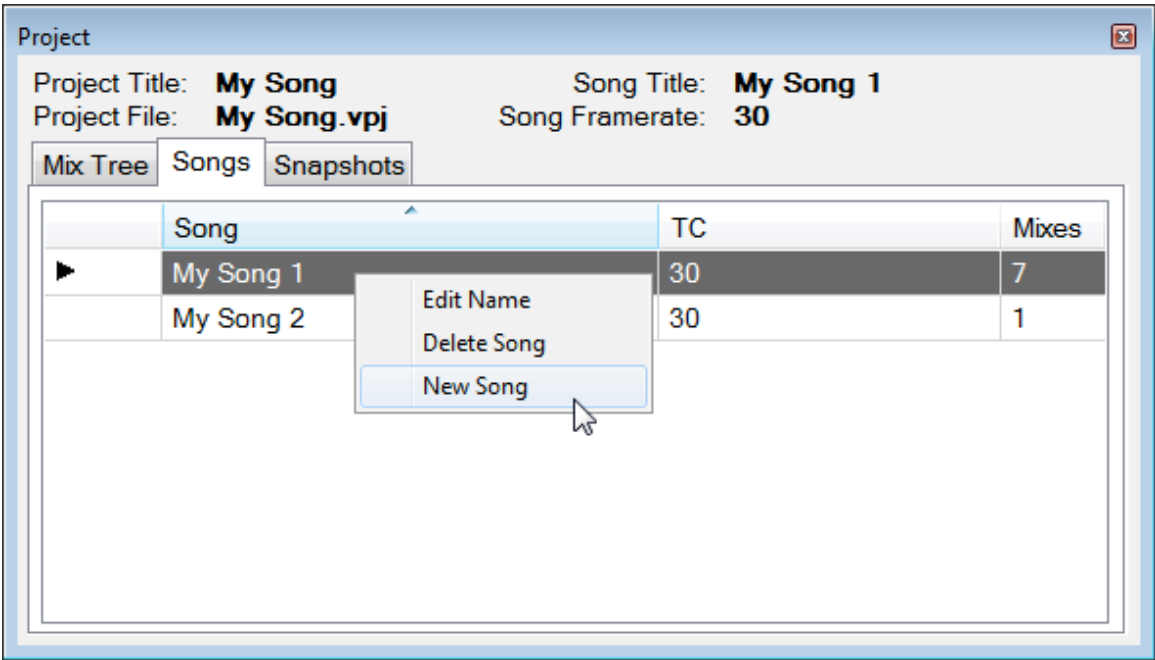 Project
Project Title: My Song Song Title: My Song 1
Project File: My Song.vpj Song Framerate: 30
Mix Tree Songs Snapshots
Song TC Mixes
My Song 1 30 7
Edit Name
My Song 2 30 1
Delete Song
New Song